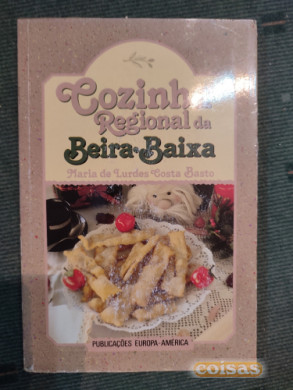 Cozinha
Regional da
Beira-Baixa
Maria de Lurdes Costa Basto
PUBLICAÇÕES EUROPA-AMÉRICA
coisas